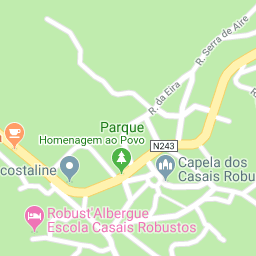 R. Serra de Aire
R. da Eira
Parque
Homenagem ao Povo
N243
Capela dos
Casais Robu
costaline
Robust Albergue
Escola Casais Robustos